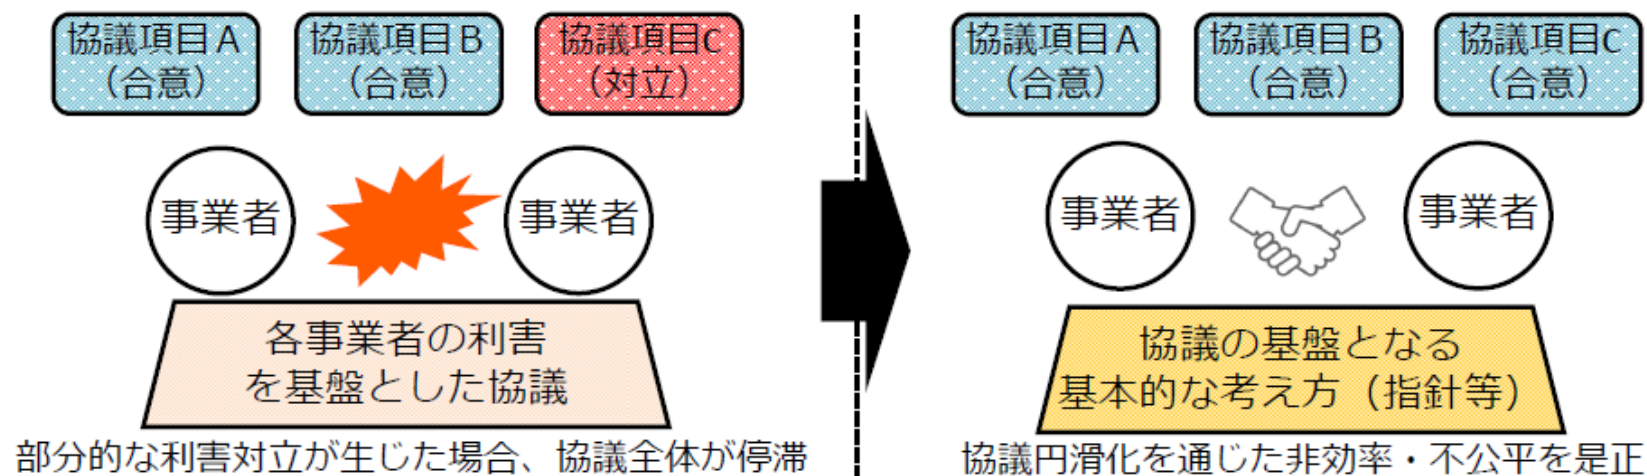 協議項目A
（合意）
協議項目B
（合意）
協議項目C
（対立）
事業者
事業者
各事業者の利害
を基盤とした協議
部分的な利害対立が生じた場合、協議全体が停滞
協議項目A
（合意）
協議項目B
（合意）
協議項目C
（合意）
事業者
事業者
協議の基盤となる
基本的な考え方（指針等）
協議円滑化を通じた非効率・不公平を是正